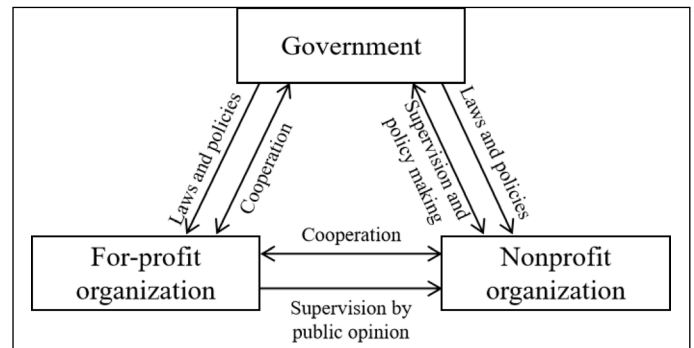 Government
Laws and policies
Cooperation
Supervision and
policy making
Laws and policies
Cooperation
For-profit
organization
Nonprofit
organization
Supervision by
public opinion